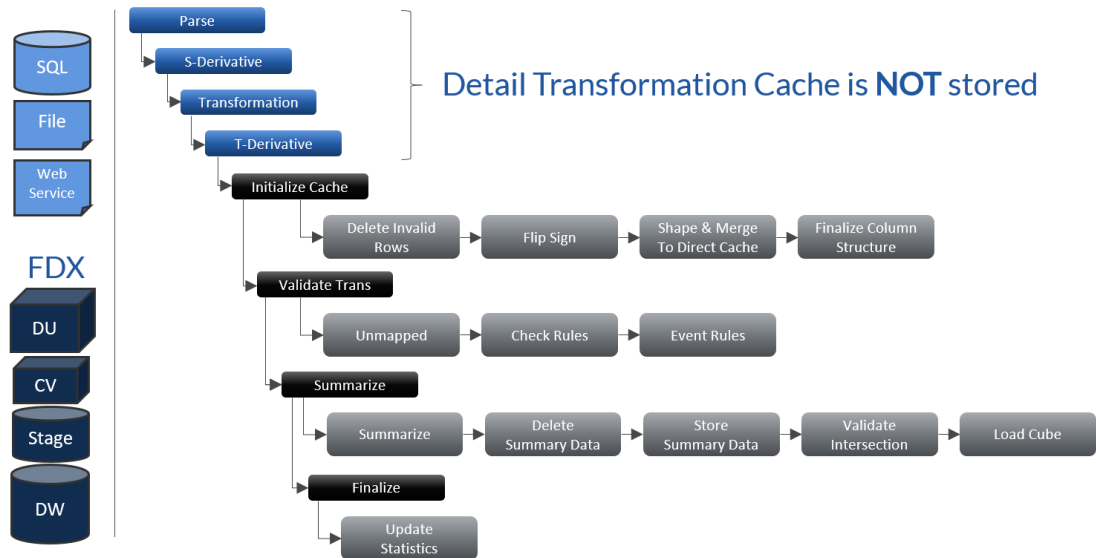 SQL
File
Web
Service
FDX
DU
CV
Stage
DW
Parse
S-Derivative
Transformation
T-Derivative
Detail Transformation Cache is NOT stored
Initialize Cache
Delete Invalid
Rows
Flip Sign
Shape & Merge
To Direct Cache
Finalize Column
Structure
Validate Trans
Unmapped
Check Rules
Event Rules
Summarize
Summarize
Delete
Summary Data
Store
Summary Data
Validate
Intersection
Load Cube
Finalize
Update
Statistics